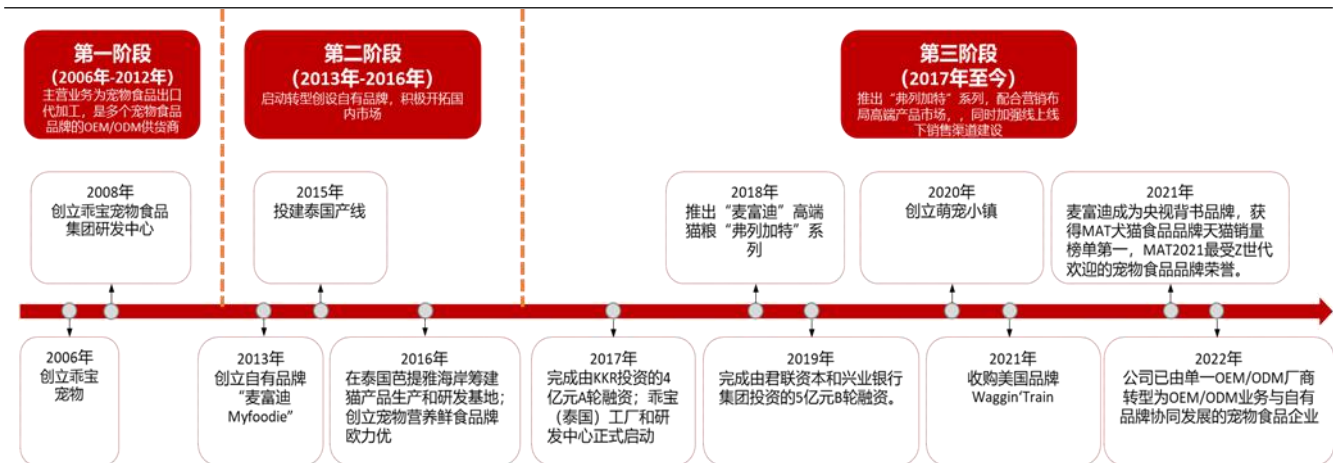 第一阶段
（2006年-2012年）
主营业务为宠物食品出口
代加工，是多个宠物食品
品牌的OEM/ODM供货商
第二阶段
（2013年-2016年）
启动转型创设自有品牌，积极开拓国
内市场
第三阶段
（2017年至今）
推出“弗列加特”系列，配合营销布
局高端产品市场，，同时加强线上线
下销售渠道建设
2008年
创立乖宝宠物食品
集团研发中心
2015年
投建泰国产线
2018年
推出“麦富迪”高端
猫粮“弗列加特”系
列
2020年
创立萌宠小镇
2021年
麦富迪成为央视背书品牌，获
得MAT犬猫食品品牌天猫销量
榜单第一，MAT2021最受Z世代
欢迎的宠物食品品牌荣誉。
2006年
创立乖宝
宠物
2013年
创立自有品牌
“麦富迪
Myfoodie”
2016年
在泰国芭提雅海岸筹建
猫产品生产和研发基地；
创立宠物营养鲜食品牌
欧力优
2017年
完成由KKR投资的4
亿元A轮融资；乖宝
（泰国）工厂和研
发中心正式启动
2019年
完成由君联资本和兴业银行
集团投资的5亿元B轮融资。
2021年
收购美国品牌
Waggin’Train
2022年
公司已由单一OEM/ODM厂商
转型为OEM/ODM业务与自有
品牌协同发展的宠物食品企业